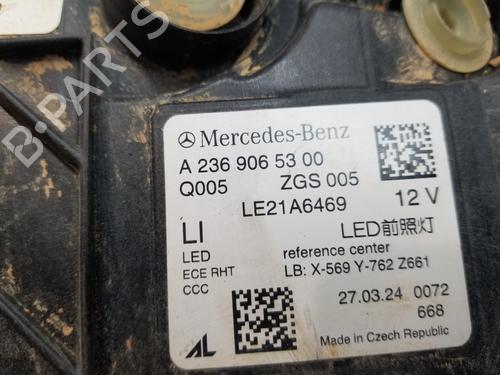 B-PARTS
Mercedes-Benz
A 236 906 53 00
Q005 ZGS 005
LE21A6469 12 V
LI LED前照灯
LED reference center
ECE RHT LB: X-569 Y-762 Z661
CCC
27.03.24 0072
668
AL Made in Czech Republic